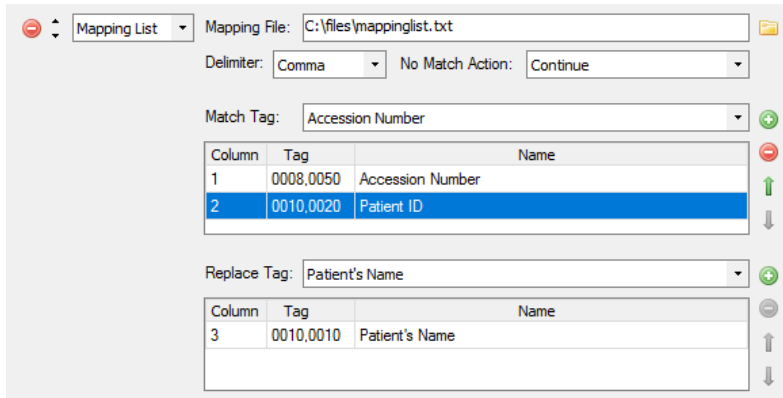 Mapping List Mapping File: C:\files\mappinglist.txt
Delimiter: Comma No Match Action: Continue
Match Tag: Accession Number
Column Tag Name
1 0008,0050 Accession Number
2 0010,0020 Patient ID
Replace Tag: Patient's Name
Column Tag Name
3 0010,0010 Patient's Name